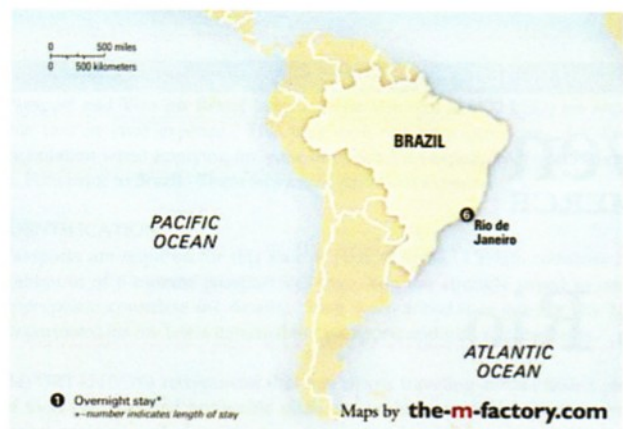 0 500 miles
0 500 kilometers
BRAZIL
6
Rio de
Janeiro
PACIFIC
OCEAN
ATLANTIC
OCEAN
1 Overnight stay*
*–number indicates length of stay
Maps by the-m-factory.com